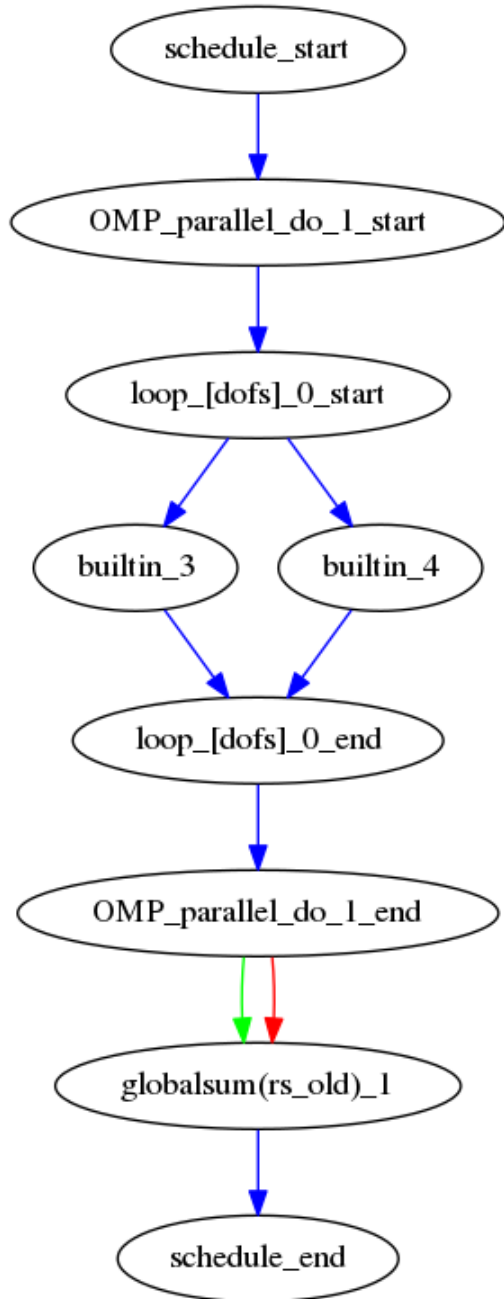 schedule_start
OMP_parallel_do_1_start
loop_[dofs]_0_start
builtin_3 builtin_4
loop_[dofs]_0_end
OMP_parallel_do_1_end
globalsum(rs_old)_1
schedule_end